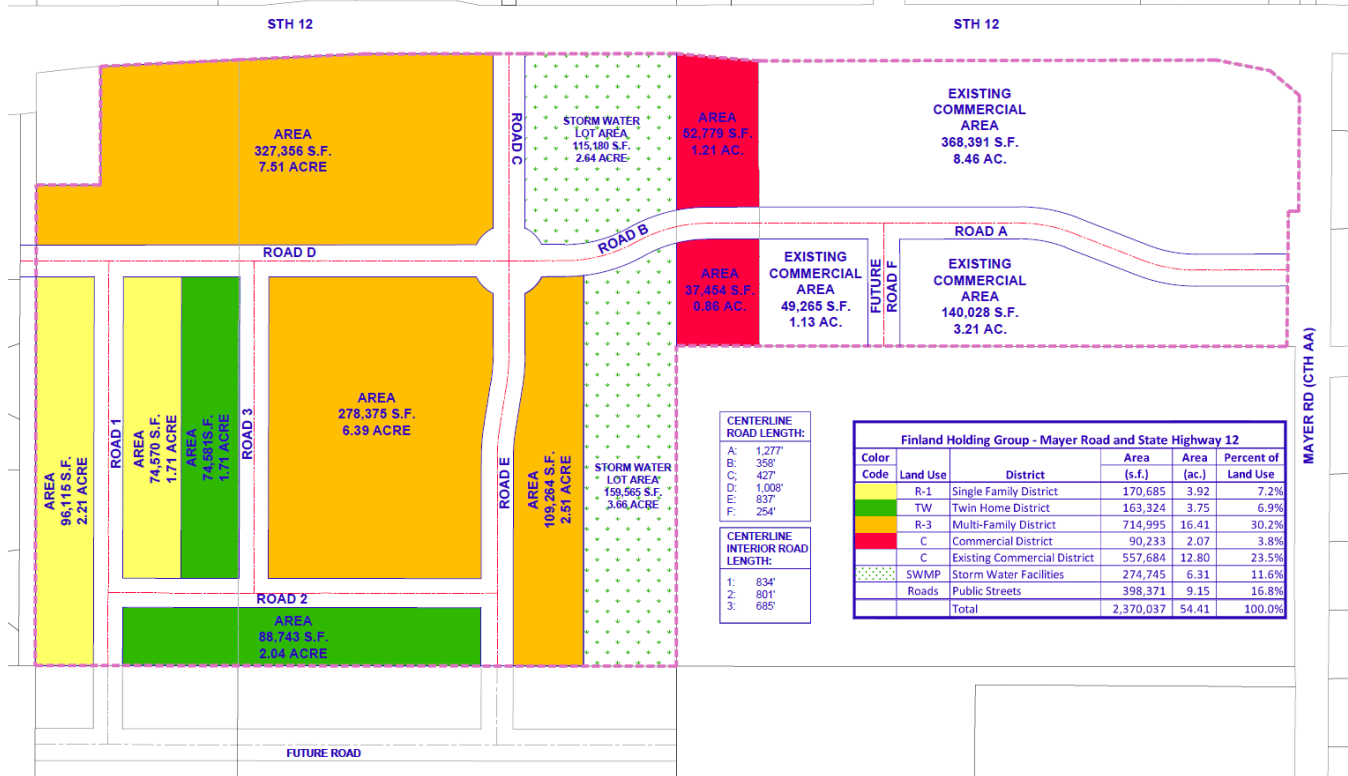 STH 12
STH 12
AREA
327,356 S.F.
7.51 ACRE
ROAD C
STORM WATER
LOT AREA
115,180 S.F.
2.64 ACRE
AREA
52,779 S.F.
1.21 AC.
EXISTING
COMMERCIAL
AREA
368,391 S.F.
8.46 AC.
ROAD D
ROAD B
ROAD A
AREA
37,454 S.F.
0.86 AC.
EXISTING
COMMERCIAL
AREA
49,265 S.F.
1.13 AC.
FUTURE
ROAD F
EXISTING
COMMERCIAL
AREA
140,028 S.F.
3.21 AC.
MAYER RD (CTH AA)
AREA
96,115 S.F.
2.21 ACRE
ROAD 1
AREA
74,570 S.F.
1.71 ACRE
AREA
74,581S.F.
1.71 ACRE
ROAD 3
AREA
278,375 S.F.
6.39 ACRE
ROAD E
AREA
109,264 S.F.
2.51 ACRE
STORM WATER
LOT AREA
159,565 S.F.
3.66 ACRE
ROAD 2
AREA
88,743 S.F.
2.04 ACRE
FUTURE ROAD
CENTERLINE
ROAD LENGTH:
A: 1,277'
B: 358'
C; 427'
D: 1,008'
E: 837'
F: 254'
CENTERLINE
INTERIOR ROAD
LENGTH:
1: 834'
2: 801'
3: 685'
Finland Holding Group - Mayer Road and State Highway 12
Color Code Land Use District Area (s.f.) Area (ac.) Percent of Land Use
R-1 Single Family District 170,685 3.92 7.2%
TW Twin Home District 163,324 3.75 6.9%
R-3 Multi-Family District 714,995 16.41 30.2%
C Commercial District 90,233 2.07 3.8%
C Existing Commercial District 557,684 12.80 23.5%
SWMP Storm Water Facilities 274,745 6.31 11.6%
Roads Public Streets 398,371 9.15 16.8%
Total 2,370,037 54.41 100.0%